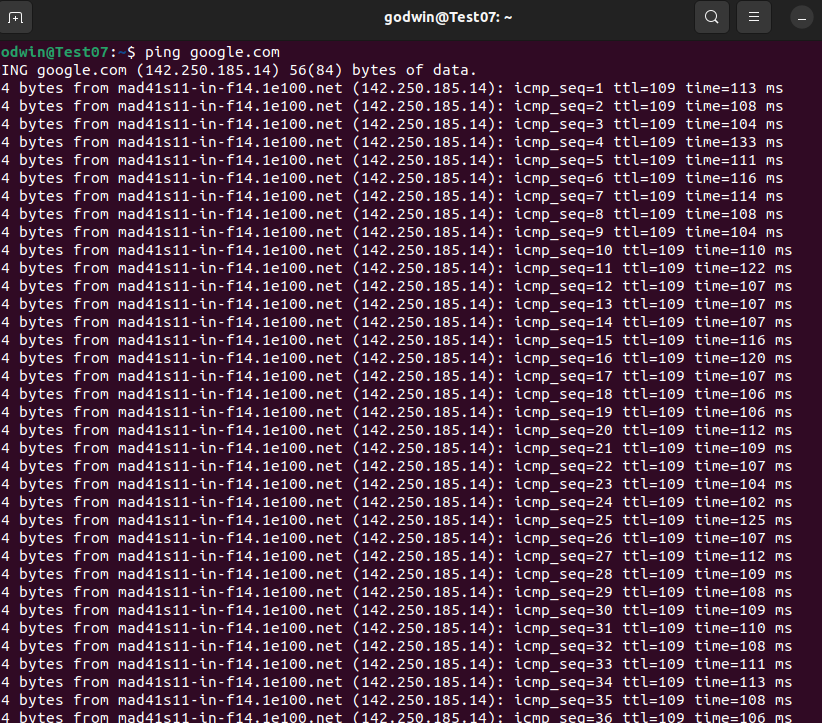 godwin@Test07: ~
odwin@Test07:~$ ping google.com
ING google.com (142.250.185.14) 56(84) bytes of data.
4 bytes from mad41s11-in-f14.1e100.net (142.250.185.14): icmp_seq=1 ttl=109 time=113 ms
4 bytes from mad41s11-in-f14.1e100.net (142.250.185.14): icmp_seq=2 ttl=109 time=108 ms
4 bytes from mad41s11-in-f14.1e100.net (142.250.185.14): icmp_seq=3 ttl=109 time=104 ms
4 bytes from mad41s11-in-f14.1e100.net (142.250.185.14): icmp_seq=4 ttl=109 time=133 ms
4 bytes from mad41s11-in-f14.1e100.net (142.250.185.14): icmp_seq=5 ttl=109 time=111 ms
4 bytes from mad41s11-in-f14.1e100.net (142.250.185.14): icmp_seq=6 ttl=109 time=116 ms
4 bytes from mad41s11-in-f14.1e100.net (142.250.185.14): icmp_seq=7 ttl=109 time=114 ms
4 bytes from mad41s11-in-f14.1e100.net (142.250.185.14): icmp_seq=8 ttl=109 time=108 ms
4 bytes from mad41s11-in-f14.1e100.net (142.250.185.14): icmp_seq=9 ttl=109 time=104 ms
4 bytes from mad41s11-in-f14.1e100.net (142.250.185.14): icmp_seq=10 ttl=109 time=110 ms
4 bytes from mad41s11-in-f14.1e100.net (142.250.185.14): icmp_seq=11 ttl=109 time=122 ms
4 bytes from mad41s11-in-f14.1e100.net (142.250.185.14): icmp_seq=12 ttl=109 time=107 ms
4 bytes from mad41s11-in-f14.1e100.net (142.250.185.14): icmp_seq=13 ttl=109 time=107 ms
4 bytes from mad41s11-in-f14.1e100.net (142.250.185.14): icmp_seq=14 ttl=109 time=107 ms
4 bytes from mad41s11-in-f14.1e100.net (142.250.185.14): icmp_seq=15 ttl=109 time=116 ms
4 bytes from mad41s11-in-f14.1e100.net (142.250.185.14): icmp_seq=16 ttl=109 time=120 ms
4 bytes from mad41s11-in-f14.1e100.net (142.250.185.14): icmp_seq=17 ttl=109 time=107 ms
4 bytes from mad41s11-in-f14.1e100.net (142.250.185.14): icmp_seq=18 ttl=109 time=106 ms
4 bytes from mad41s11-in-f14.1e100.net (142.250.185.14): icmp_seq=19 ttl=109 time=106 ms
4 bytes from mad41s11-in-f14.1e100.net (142.250.185.14): icmp_seq=20 ttl=109 time=112 ms
4 bytes from mad41s11-in-f14.1e100.net (142.250.185.14): icmp_seq=21 ttl=109 time=109 ms
4 bytes from mad41s11-in-f14.1e100.net (142.250.185.14): icmp_seq=22 ttl=109 time=107 ms
4 bytes from mad41s11-in-f14.1e100.net (142.250.185.14): icmp_seq=23 ttl=109 time=104 ms
4 bytes from mad41s11-in-f14.1e100.net (142.250.185.14): icmp_seq=24 ttl=109 time=102 ms
4 bytes from mad41s11-in-f14.1e100.net (142.250.185.14): icmp_seq=25 ttl=109 time=125 ms
4 bytes from mad41s11-in-f14.1e100.net (142.250.185.14): icmp_seq=26 ttl=109 time=107 ms
4 bytes from mad41s11-in-f14.1e100.net (142.250.185.14): icmp_seq=27 ttl=109 time=112 ms
4 bytes from mad41s11-in-f14.1e100.net (142.250.185.14): icmp_seq=28 ttl=109 time=109 ms
4 bytes from mad41s11-in-f14.1e100.net (142.250.185.14): icmp_seq=29 ttl=109 time=108 ms
4 bytes from mad41s11-in-f14.1e100.net (142.250.185.14): icmp_seq=30 ttl=109 time=109 ms
4 bytes from mad41s11-in-f14.1e100.net (142.250.185.14): icmp_seq=31 ttl=109 time=110 ms
4 bytes from mad41s11-in-f14.1e100.net (142.250.185.14): icmp_seq=32 ttl=109 time=108 ms
4 bytes from mad41s11-in-f14.1e100.net (142.250.185.14): icmp_seq=33 ttl=109 time=111 ms
4 bytes from mad41s11-in-f14.1e100.net (142.250.185.14): icmp_seq=34 ttl=109 time=113 ms
4 bytes from mad41s11-in-f14.1e100.net (142.250.185.14): icmp_seq=35 ttl=109 time=108 ms
4 bytes from mad41s11-in-f14.1e100.net (142.250.185.14): icmp_seq=36 ttl=109 time=106 ms